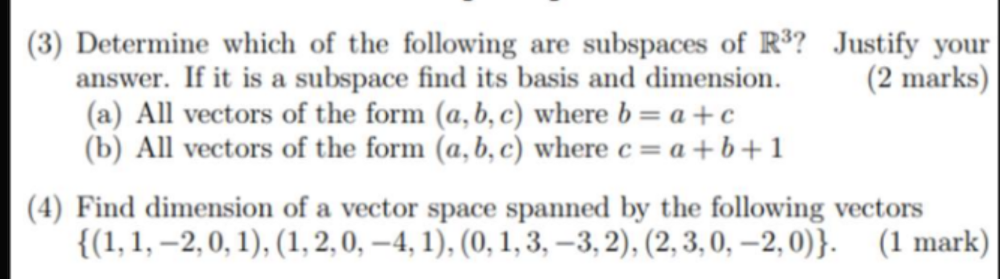 (3) Determine which of the following are subspaces of ℝ³? Justify your
answer. If it is a subspace find its basis and dimension. (2 marks)
(a) All vectors of the form (a, b, c) where b = a + c
(b) All vectors of the form (a, b, c) where c = a + b + 1
(4) Find dimension of a vector space spanned by the following vectors
{(1, 1, −2, 0, 1), (1, 2, 0, −4, 1), (0, 1, 3, −3, 2), (2, 3, 0, −2, 0)}. (1 mark)